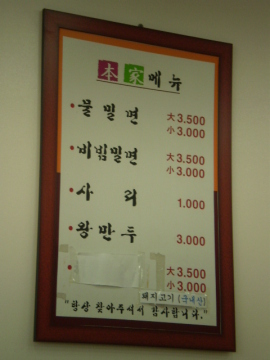 本家메뉴
• 물밀면 大 3.500
小 3.000
• 비빔밀면 大 3.500
小 3.000
• 사리 1.000
• 왕만두 3.000
• 大 3.500
小 3.000
돼지고기 (국내산)
"항상 찾아주셔서 감사합니다."